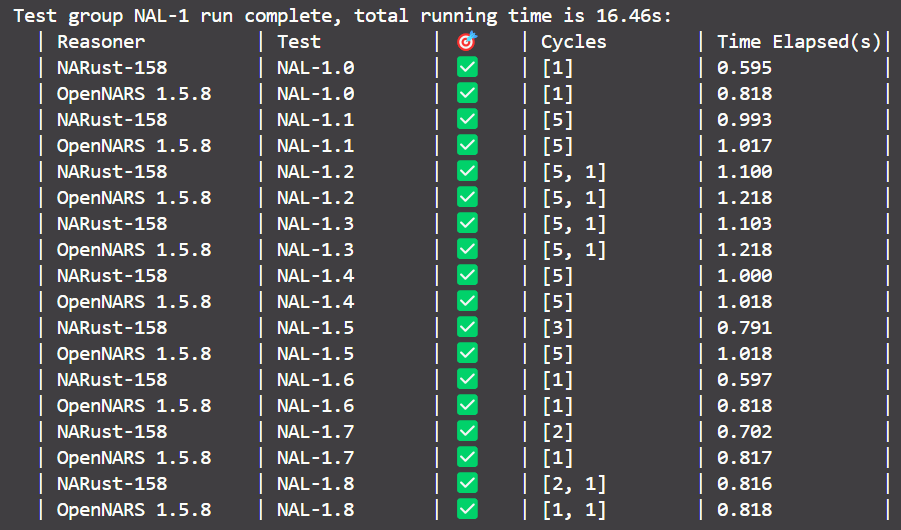 Test group NAL-1 run complete, total running time is 16.46s:
| Reasoner | Test | 🎯 | Cycles | Time Elapsed(s)|
| NARust-158 | NAL-1.0 | ✅ | [1] | 0.595 |
| OpenNARS 1.5.8 | NAL-1.0 | ✅ | [1] | 0.818 |
| NARust-158 | NAL-1.1 | ✅ | [5] | 0.993 |
| OpenNARS 1.5.8 | NAL-1.1 | ✅ | [5] | 1.017 |
| NARust-158 | NAL-1.2 | ✅ | [5, 1] | 1.100 |
| OpenNARS 1.5.8 | NAL-1.2 | ✅ | [5, 1] | 1.218 |
| NARust-158 | NAL-1.3 | ✅ | [5, 1] | 1.103 |
| OpenNARS 1.5.8 | NAL-1.3 | ✅ | [5, 1] | 1.218 |
| NARust-158 | NAL-1.4 | ✅ | [5] | 1.000 |
| OpenNARS 1.5.8 | NAL-1.4 | ✅ | [5] | 1.018 |
| NARust-158 | NAL-1.5 | ✅ | [3] | 0.791 |
| OpenNARS 1.5.8 | NAL-1.5 | ✅ | [5] | 1.018 |
| NARust-158 | NAL-1.6 | ✅ | [1] | 0.597 |
| OpenNARS 1.5.8 | NAL-1.6 | ✅ | [1] | 0.818 |
| NARust-158 | NAL-1.7 | ✅ | [2] | 0.702 |
| OpenNARS 1.5.8 | NAL-1.7 | ✅ | [1] | 0.817 |
| NARust-158 | NAL-1.8 | ✅ | [2, 1] | 0.816 |
| OpenNARS 1.5.8 | NAL-1.8 | ✅ | [1, 1] | 0.818 |